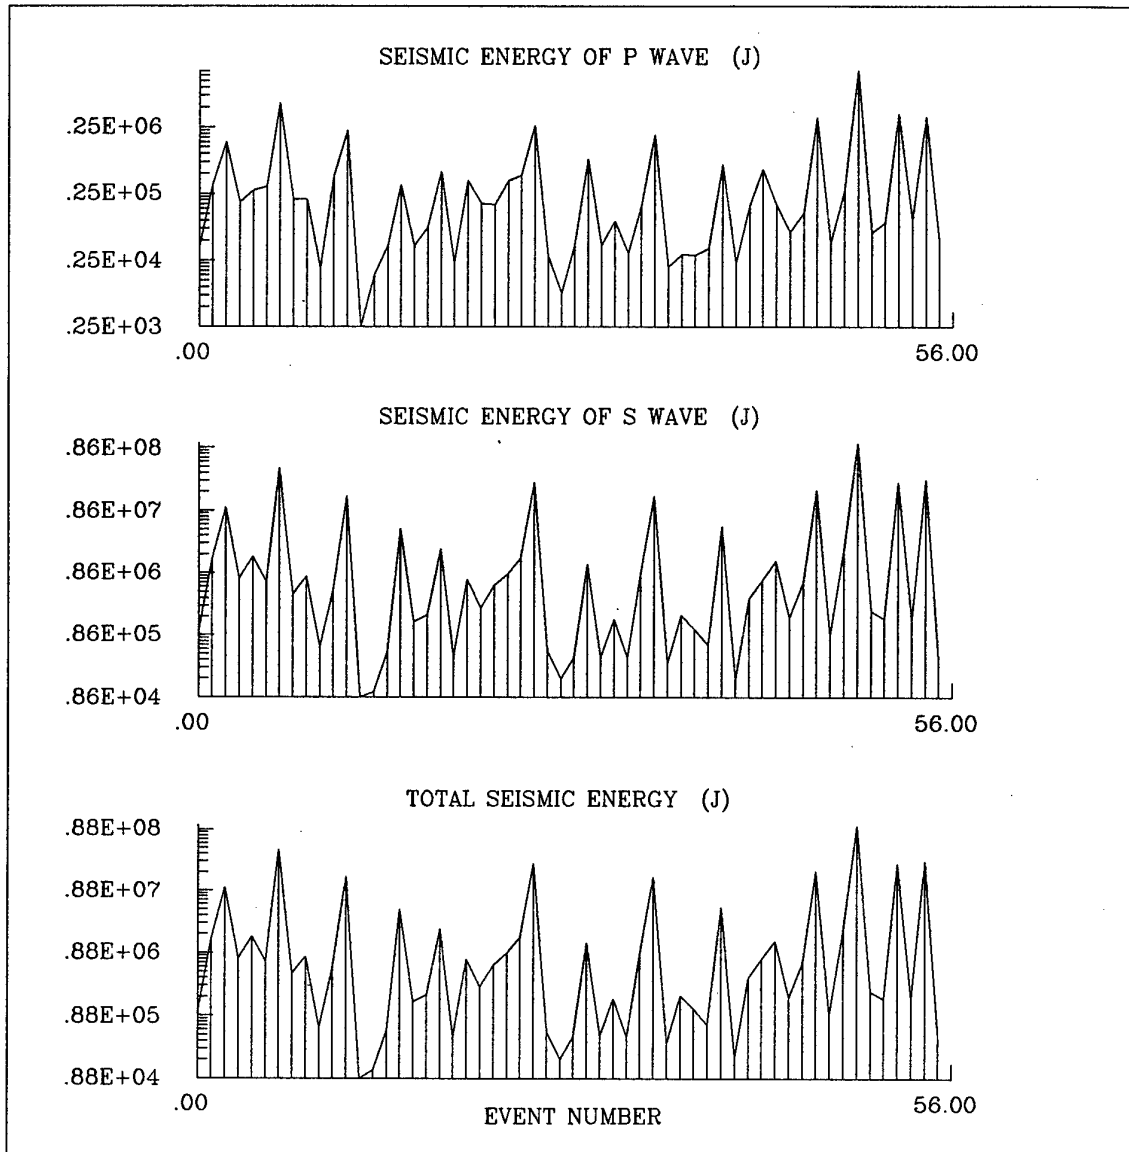 SEISMIC ENERGY OF P WAVE (J)
.25E+06
.25E+05
.25E+04
.25E+03
.00 56.00
SEISMIC ENERGY OF S WAVE (J)
.86E+08
.86E+07
.86E+06
.86E+05
.86E+04
.00 56.00
TOTAL SEISMIC ENERGY (J)
.88E+08
.88E+07
.88E+06
.88E+05
.88E+04
.00 56.00
EVENT NUMBER